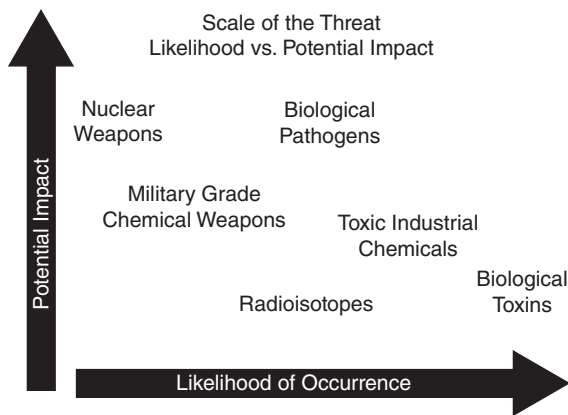 Scale of the Threat
Likelihood vs. Potential Impact
Nuclear
Weapons
Biological
Pathogens
Military Grade
Chemical Weapons
Toxic Industrial
Chemicals
Biological
Toxins
Radioisotopes
Potential Impact
Likelihood of Occurrence